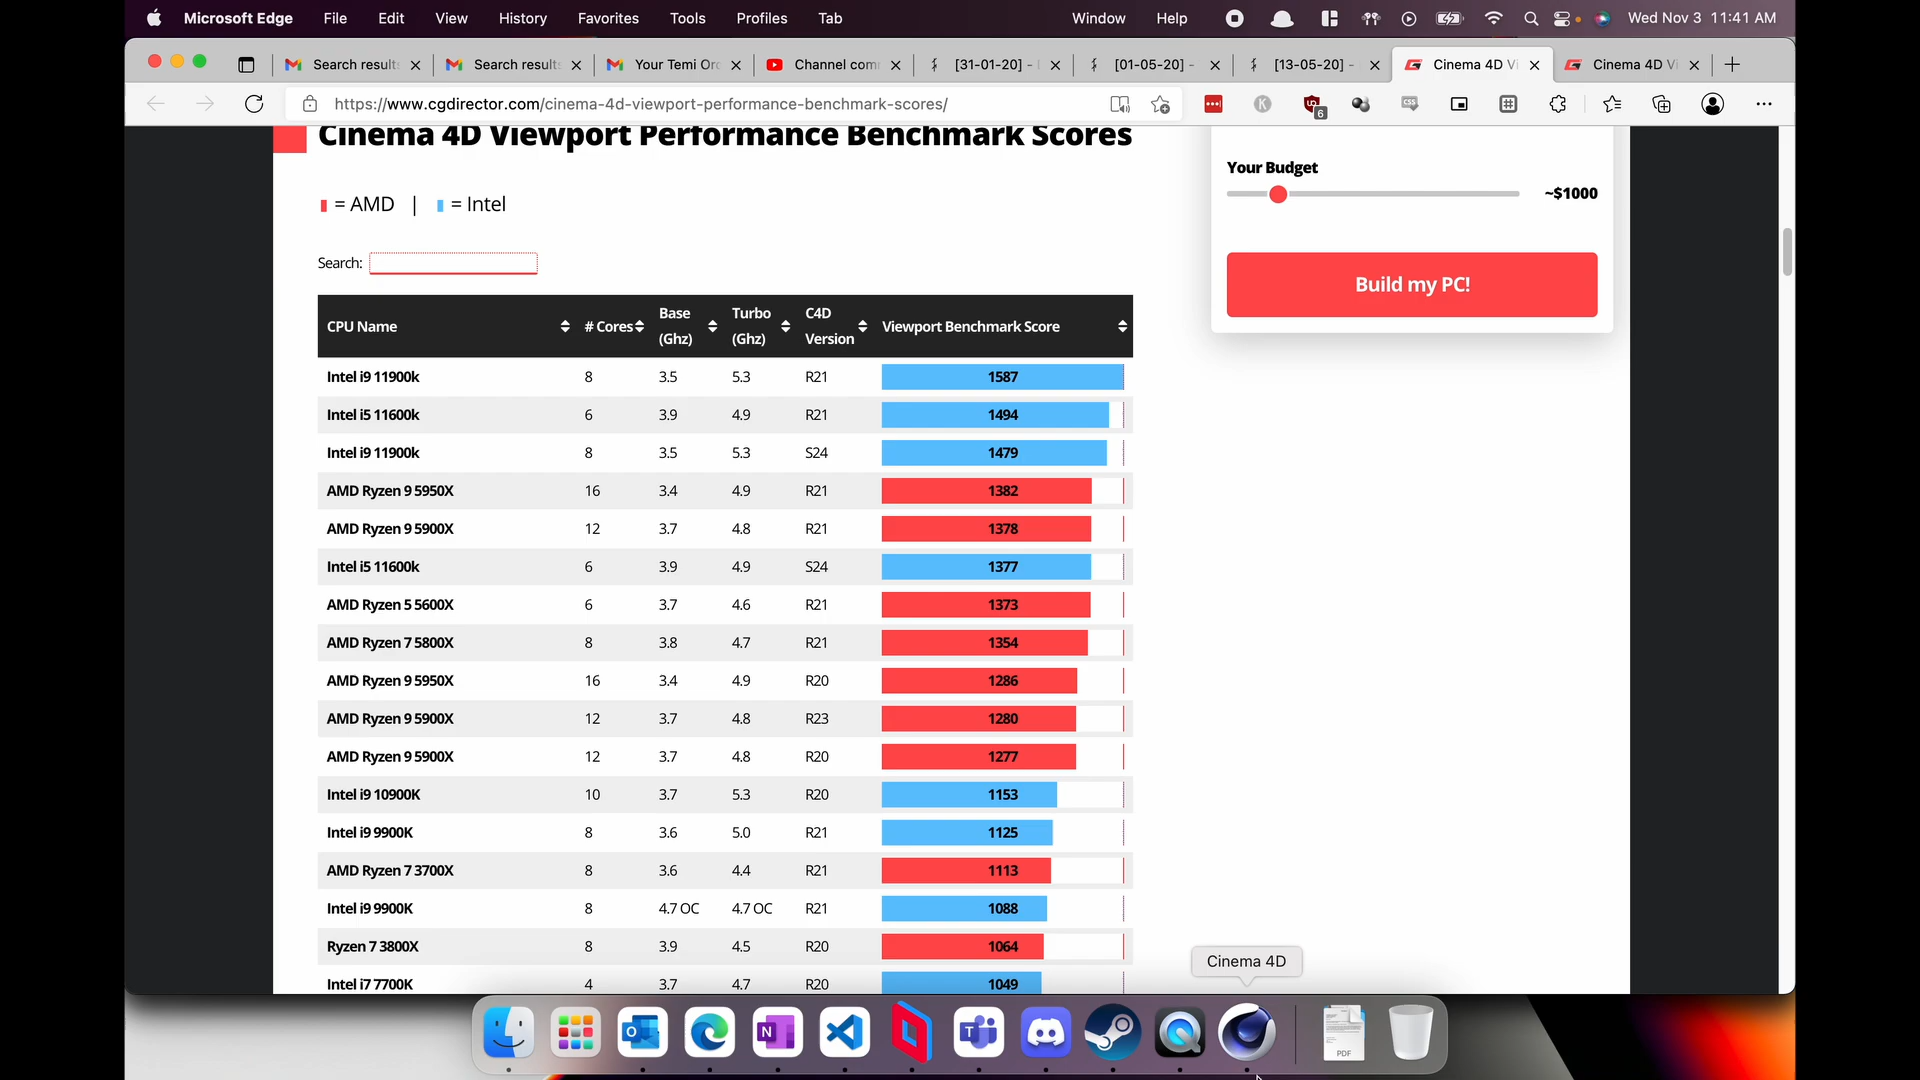 Microsoft Edge File Edit View History Favorites Tools Profiles Tab Window Help Wed Nov 3 11:41 AM
Search results Search results Your Temi Or YouTube Channel com [31-01-20] - [01-05-20] - [13-05-20] - Cinema 4D Vi Cinema 4D Vi
https://www.cgdirector.com/cinema-4d-viewport-performance-benchmark-scores/ CSS 6
Cinema 4D Viewport Performance Benchmark Scores
= AMD | = Intel
Search:
CPU Name # Cores Base (Ghz) Turbo (Ghz) C4D Version Viewport Benchmark Score
Intel i9 11900k 8 3.5 5.3 R21 1587
Intel i5 11600k 6 3.9 4.9 R21 1494
Intel i9 11900k 8 3.5 5.3 S24 1479
AMD Ryzen 9 5950X 16 3.4 4.9 R21 1382
AMD Ryzen 9 5900X 12 3.7 4.8 R21 1378
Intel i5 11600k 6 3.9 4.9 S24 1377
AMD Ryzen 5 5600X 6 3.7 4.6 R21 1373
AMD Ryzen 7 5800X 8 3.8 4.7 R21 1354
AMD Ryzen 9 5950X 16 3.4 4.9 R20 1286
AMD Ryzen 9 5900X 12 3.7 4.8 R23 1280
AMD Ryzen 9 5900X 12 3.7 4.8 R20 1277
Intel i9 10900K 10 3.7 5.3 R20 1153
Intel i9 9900K 8 3.6 5.0 R21 1125
AMD Ryzen 7 3700X 8 3.6 4.4 R21 1113
Intel i9 9900K 8 4.7 OC 4.7 OC R21 1088
Ryzen 7 3800X 8 3.9 4.5 R20 1064
Intel i7 7700K 4 3.7 4.7 R20 1049
Your Budget
~$1000
Build my PC!
Cinema 4D
PDF